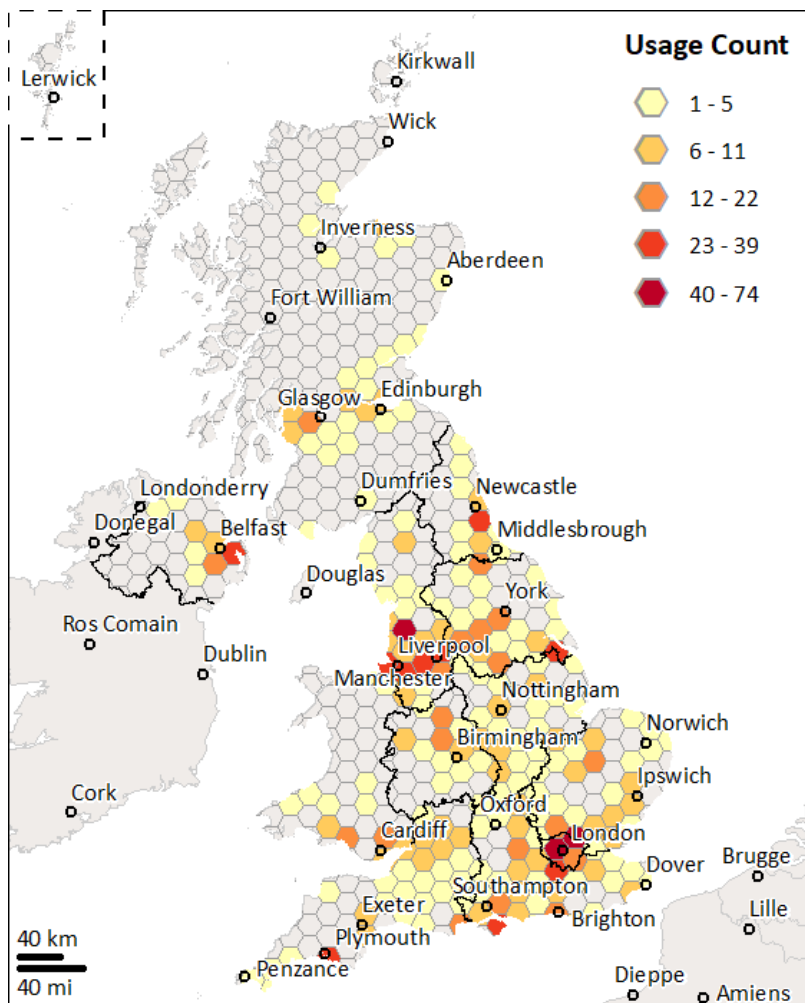 Usage Count
1 - 5
6 - 11
12 - 22
23 - 39
40 - 74
Lerwick
Kirkwall
Wick
Inverness
Aberdeen
Fort William
Glasgow
Edinburgh
Dumfries
Newcastle
Londonderry
Donegal
Belfast
Middlesbrough
Douglas
York
Ros Comain
Liverpool
Dublin
Manchester
Nottingham
Norwich
Birmingham
Ipswich
Cork
Oxford
London
Cardiff
Dover
Brugge
Southampton
Exeter
Brighton
Lille
Plymouth
Penzance
Dieppe
Amiens
40 km
40 mi